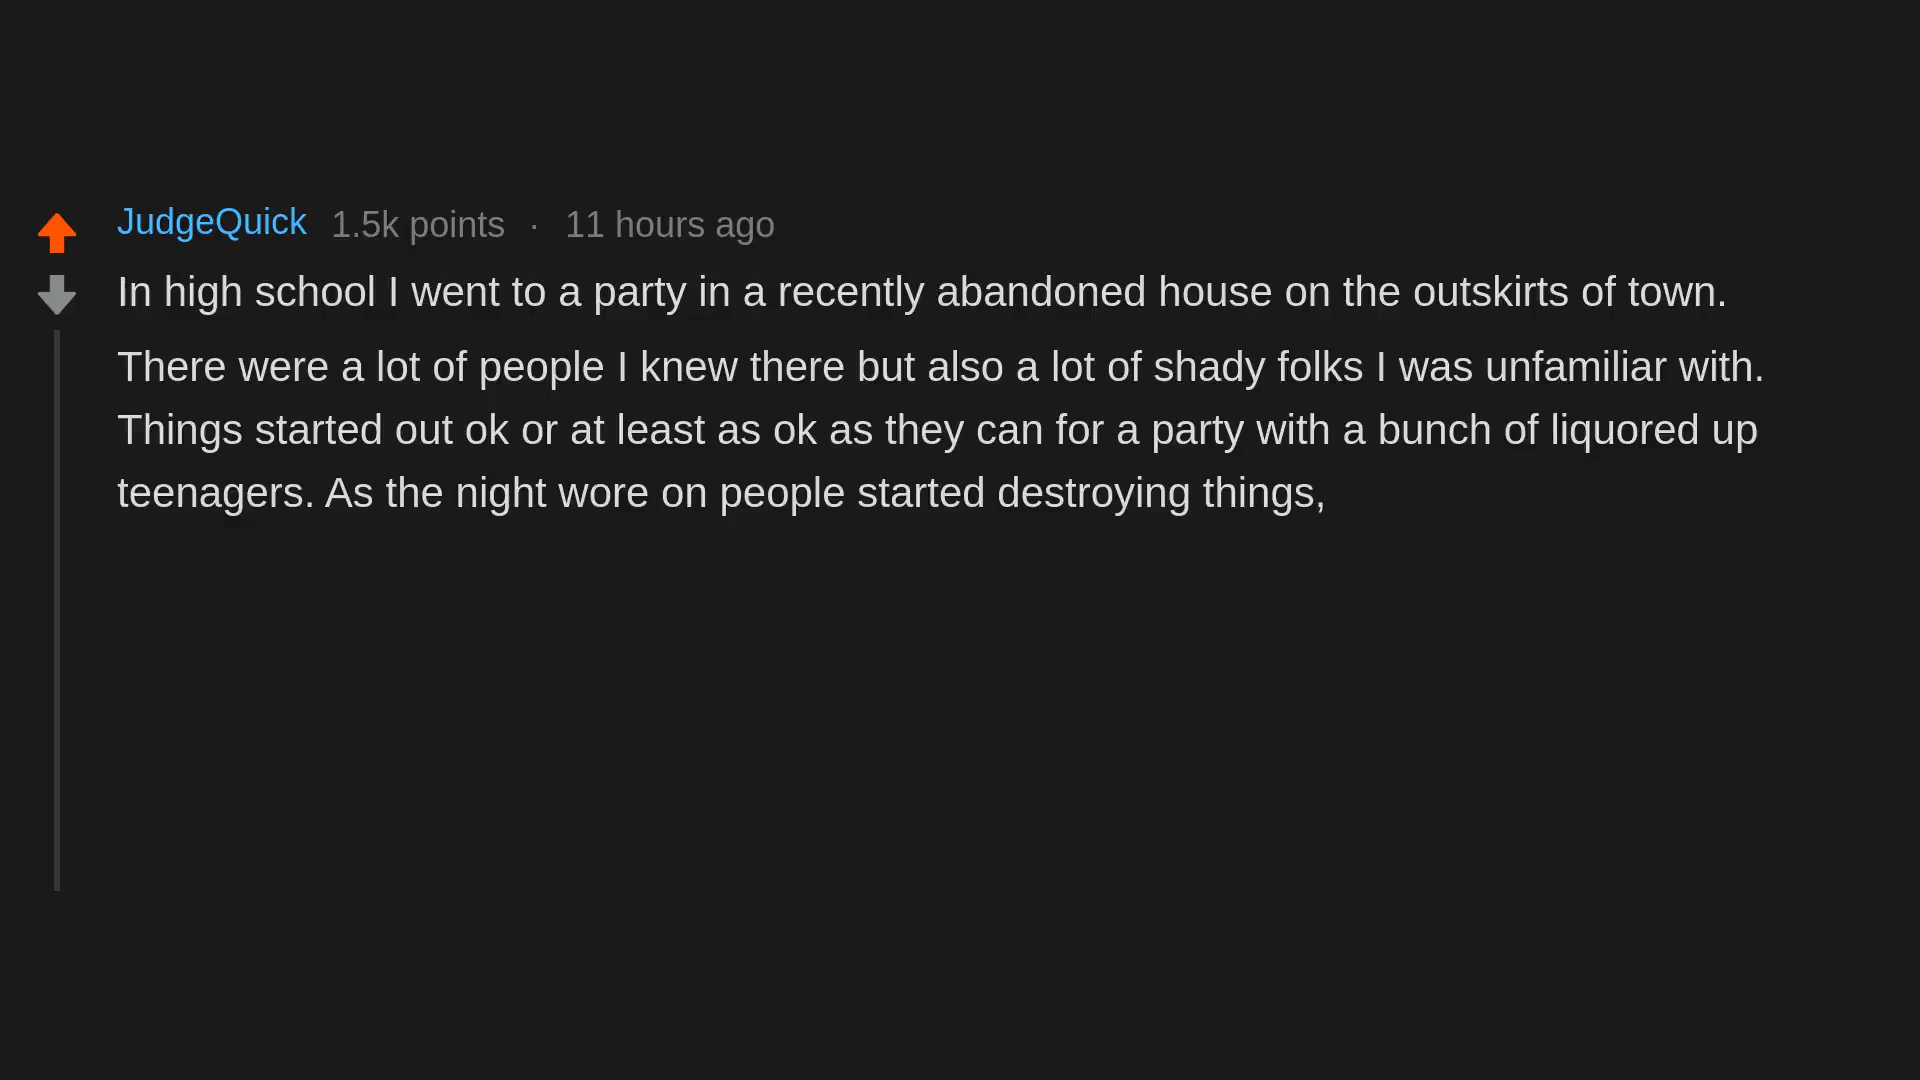 JudgeQuick 1.5k points · 11 hours ago
In high school I went to a party in a recently abandoned house on the outskirts of town.
There were a lot of people I knew there but also a lot of shady folks I was unfamiliar with.
Things started out ok or at least as ok as they can for a party with a bunch of liquored up
teenagers. As the night wore on people started destroying things,